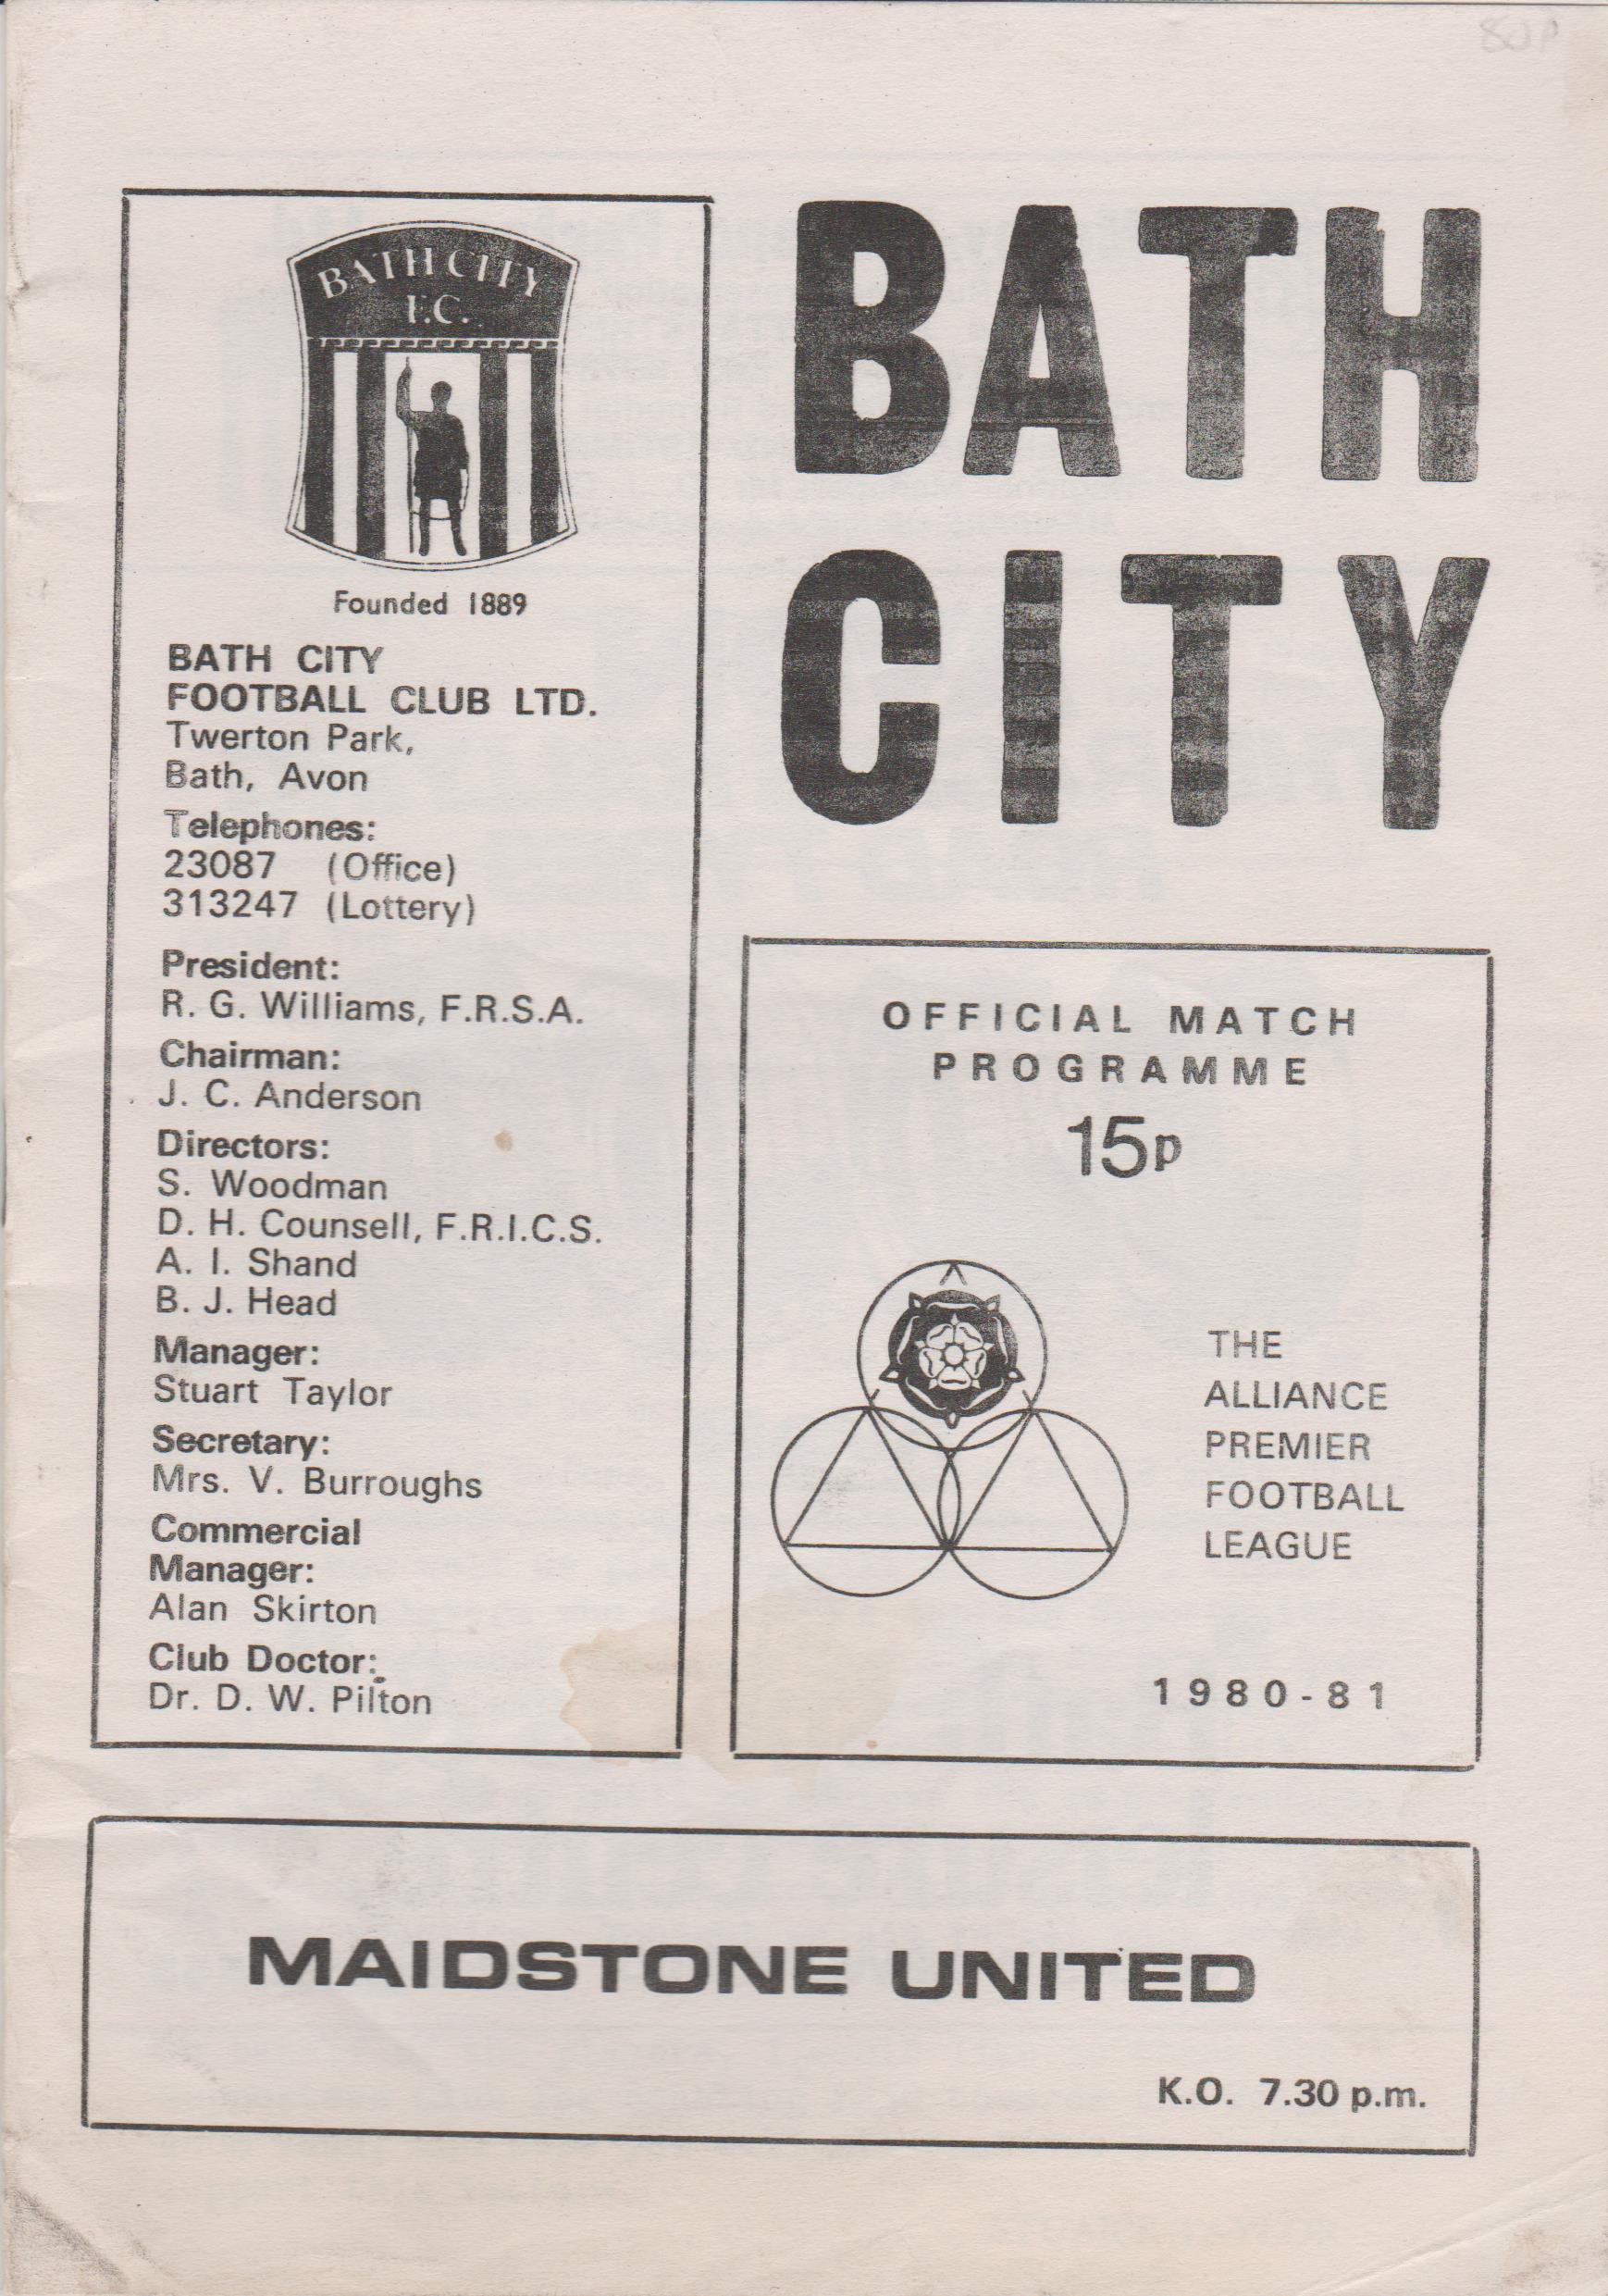 80p
BATH CITY
F.C.
Founded 1889
BATH CITY
FOOTBALL CLUB LTD.
Twerton Park,
Bath, Avon
Telephones:
23087 (Office)
313247 (Lottery)
President:
R. G. Williams, F.R.S.A.
Chairman:
J. C. Anderson
Directors:
S. Woodman
D. H. Counsell, F.R.I.C.S.
A. I. Shand
B. J. Head
Manager:
Stuart Taylor
Secretary:
Mrs. V. Burroughs
Commercial
Manager:
Alan Skirton
Club Doctor:
Dr. D. W. Pilton
BATH
CITY
OFFICIAL MATCH
PROGRAMME
15p
THE
ALLIANCE
PREMIER
FOOTBALL
LEAGUE
1980-81
MAIDSTONE UNITED
K.O. 7.30 p.m.